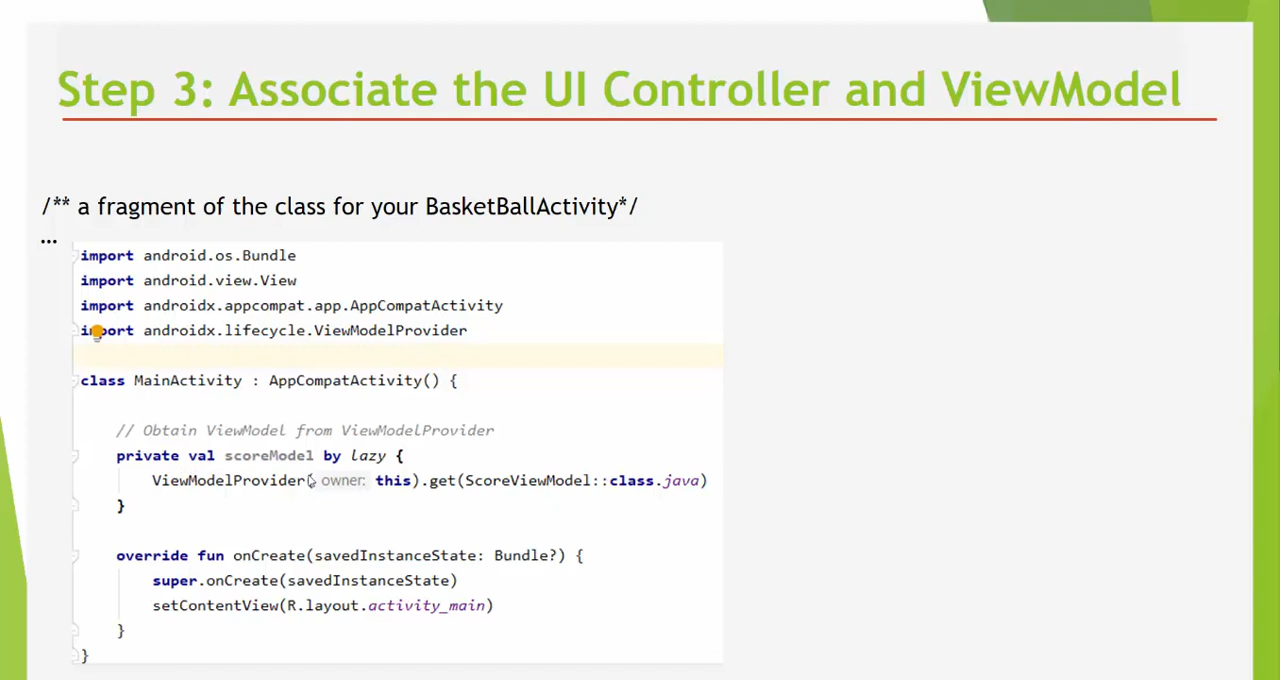 Step 3: Associate the UI Controller and ViewModel
/** a fragment of the class for your BasketBallActivity*/
...
import android.os.Bundle
import android.view.View
import androidx.appcompat.app.AppCompatActivity
import androidx.lifecycle.ViewModelProvider
class MainActivity : AppCompatActivity() {
// Obtain ViewModel from ViewModelProvider
private val scoreModel by lazy {
ViewModelProvider( owner: this).get(ScoreViewModel::class.java)
}
override fun onCreate(savedInstanceState: Bundle?) {
super.onCreate(savedInstanceState)
setContentView(R.layout.activity_main)
}
}